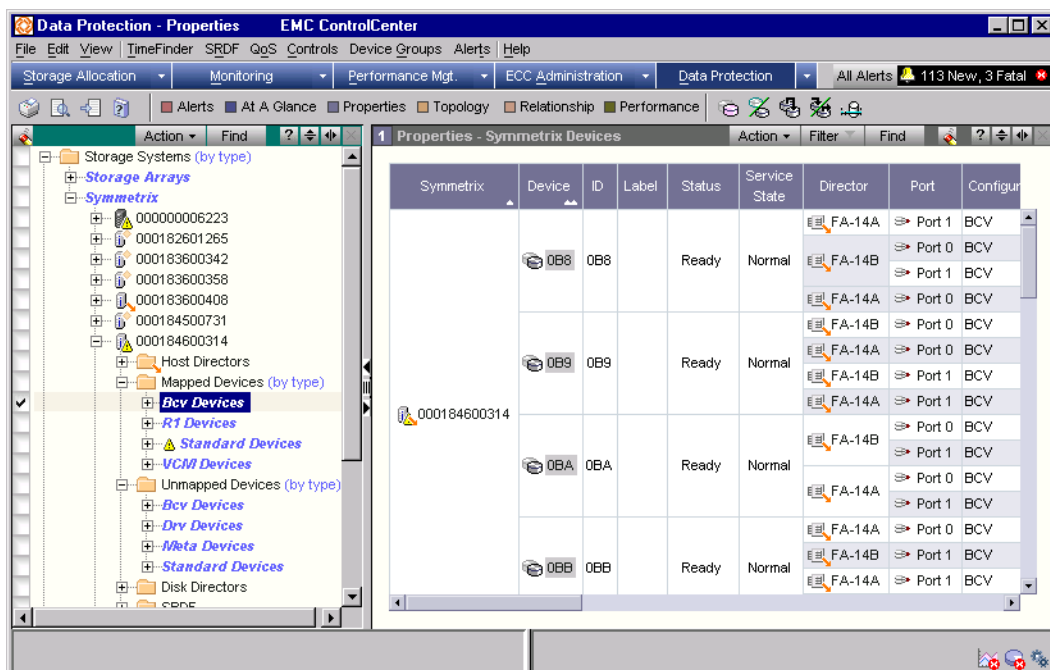 Data Protection - Properties EMC ControlCenter
File Edit View TimeFinder SRDF QoS Controls Device Groups Alerts Help
Storage Allocation Monitoring Performance Mgt. ECC Administration Data Protection All Alerts 113 New, 3 Fatal
Alerts At A Glance Properties Topology Relationship Performance
Action Find ?
1 Properties - Symmetrix Devices Action Filter Find ?
Storage Systems (by type)
Storage Arrays
Symmetrix
000000006223
000182601265
000183600342
000183600358
000183600408
000184500731
000184600314
Host Directors
Mapped Devices (by type)
Bcv Devices
R1 Devices
Standard Devices
VCM Devices
Unmapped Devices (by type)
Bcv Devices
Drv Devices
Meta Devices
Standard Devices
Disk Directors
SRDF
Symmetrix Device ID Label Status Service State Director Port Configur
000184600314
0B8 0B8 Ready Normal
FA-14A Port 1 BCV
FA-14B Port 0 BCV
Port 1 BCV
FA-14A Port 0 BCV
0B9 0B9 Ready Normal
FA-14B Port 0 BCV
FA-14A Port 0 BCV
FA-14B Port 1 BCV
FA-14A Port 1 BCV
0BA 0BA Ready Normal
FA-14B Port 0 BCV
Port 1 BCV
FA-14A Port 0 BCV
Port 1 BCV
0BB 0BB Ready Normal
FA-14A Port 0 BCV
FA-14B Port 1 BCV
FA-14A Port 1 BCV